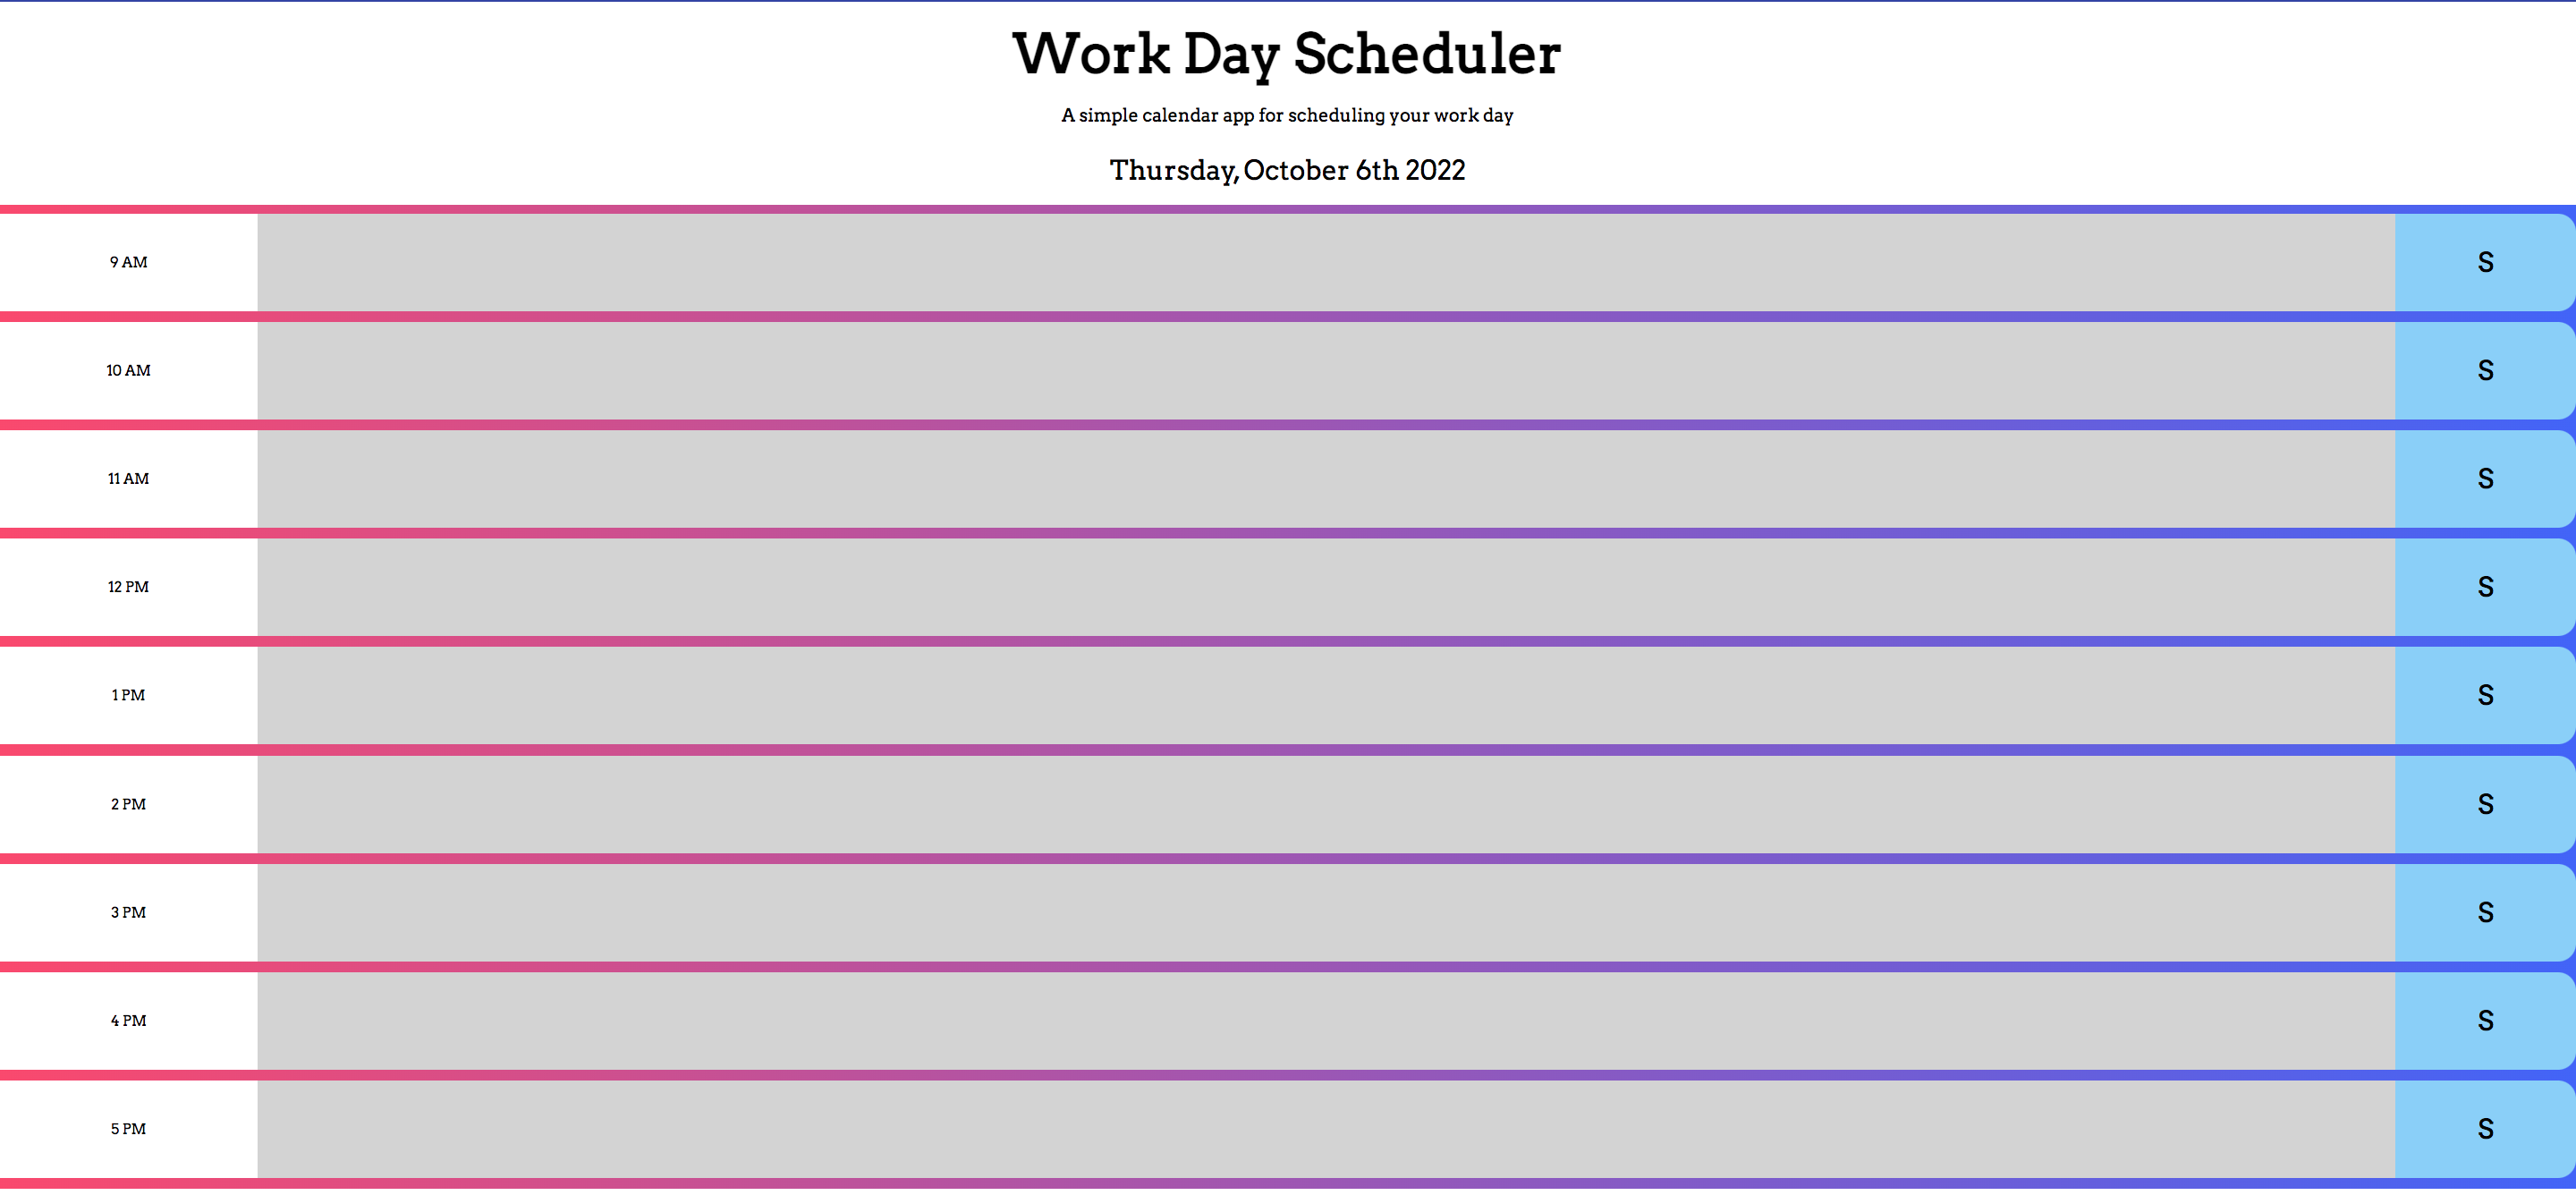 Work Day Scheduler
A simple calendar app for scheduling your work day
Thursday, October 6th 2022
9 AM
S
10 AM
S
11 AM
S
12 PM
S
1 PM
S
2 PM
S
3 PM
S
4 PM
S
5 PM
S